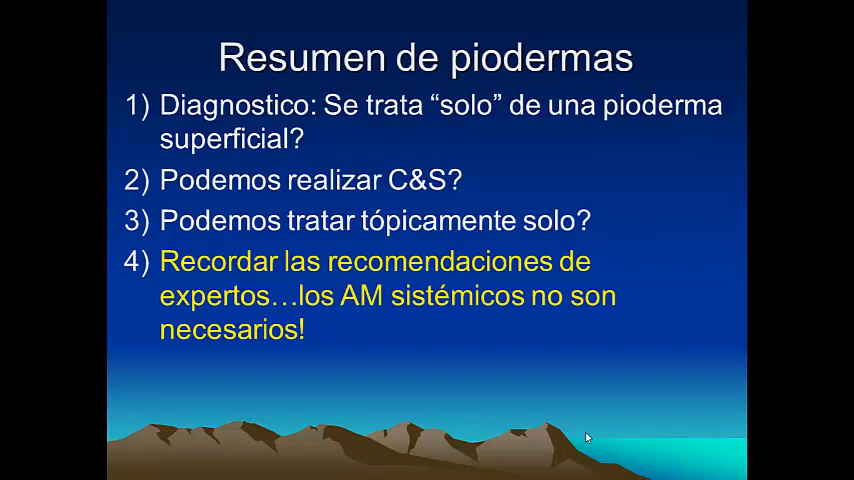 Resumen de piodermas
1) Diagnostico: Se trata “solo” de una pioderma
superficial?
2) Podemos realizar C&S?
3) Podemos tratar tópicamente solo?
4) Recordar las recomendaciones de
expertos…los AM sistémicos no son
necesarios!